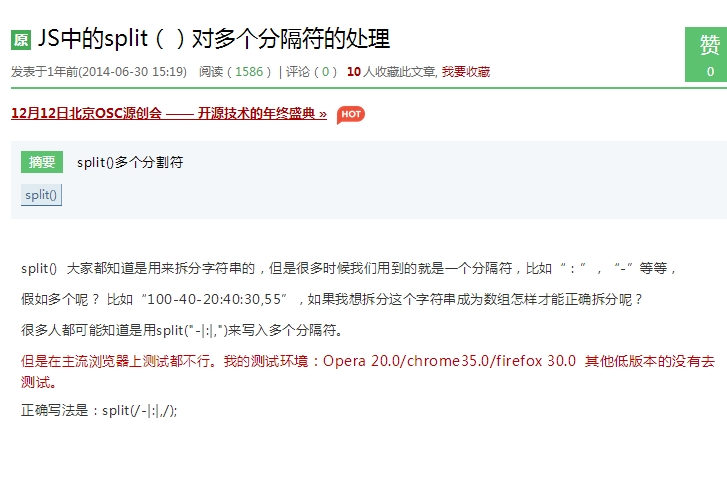 原 JS中的split（）对多个分隔符的处理
赞
0
发表于1年前(2014-06-30 15:19) 阅读（1586）| 评论（0） 10人收藏此文章, 我要收藏
12月12日北京OSC源创会 —— 开源技术的年终盛典 » HOT
摘要 split()多个分割符
split()
split() 大家都知道是用来拆分字符串的，但是很多时候我们用到的就是一个分隔符，比如“：”，“-”等等，
假如多个呢？ 比如“100-40-20:40:30,55”，如果我想拆分这个字符串成为数组怎样才能正确拆分呢？
很多人都可能知道是用split("-|:|,")来写入多个分隔符。
但是在主流浏览器上测试都不行。我的测试环境：Opera 20.0/chrome35.0/firefox 30.0 其他低版本的没有去
测试。
正确写法是：split(/-|:|,/);